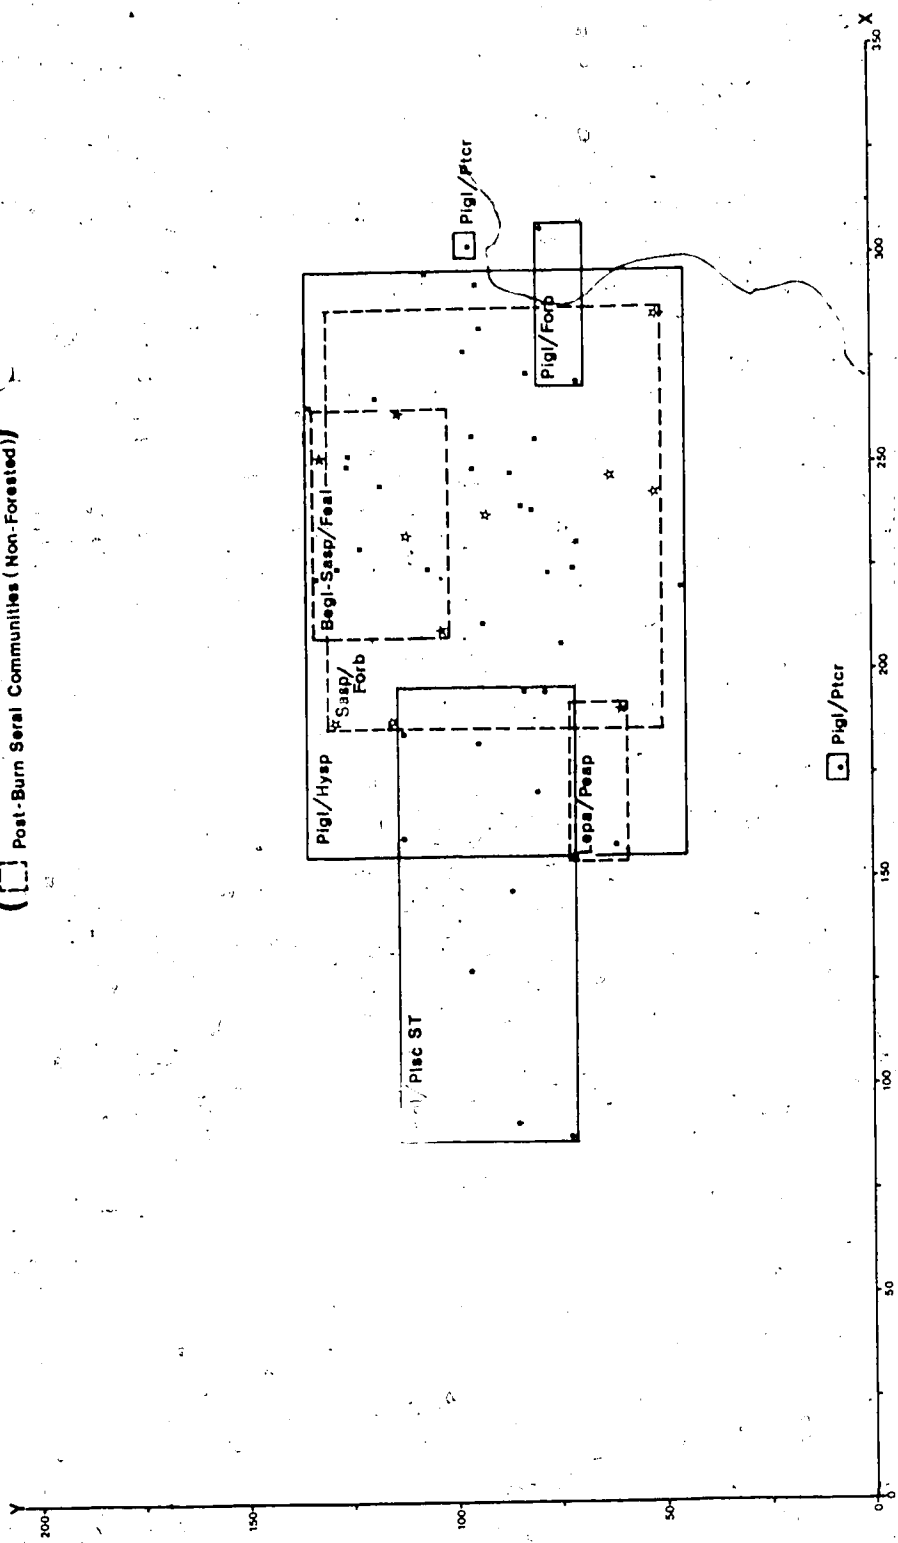 [ ] Post-Burn Seral Communities (Non-Forested)
Y
200
150
100
50
0
Pigl/Hysp
Begl-Sasp/Feal
Sasp/
Forb
Pigl/Ptcr
Pigl/Forb
/Plsc ST
Lepa/Pesp
Pigl/Ptcr
0
50
100
150
200
250
300
350
X